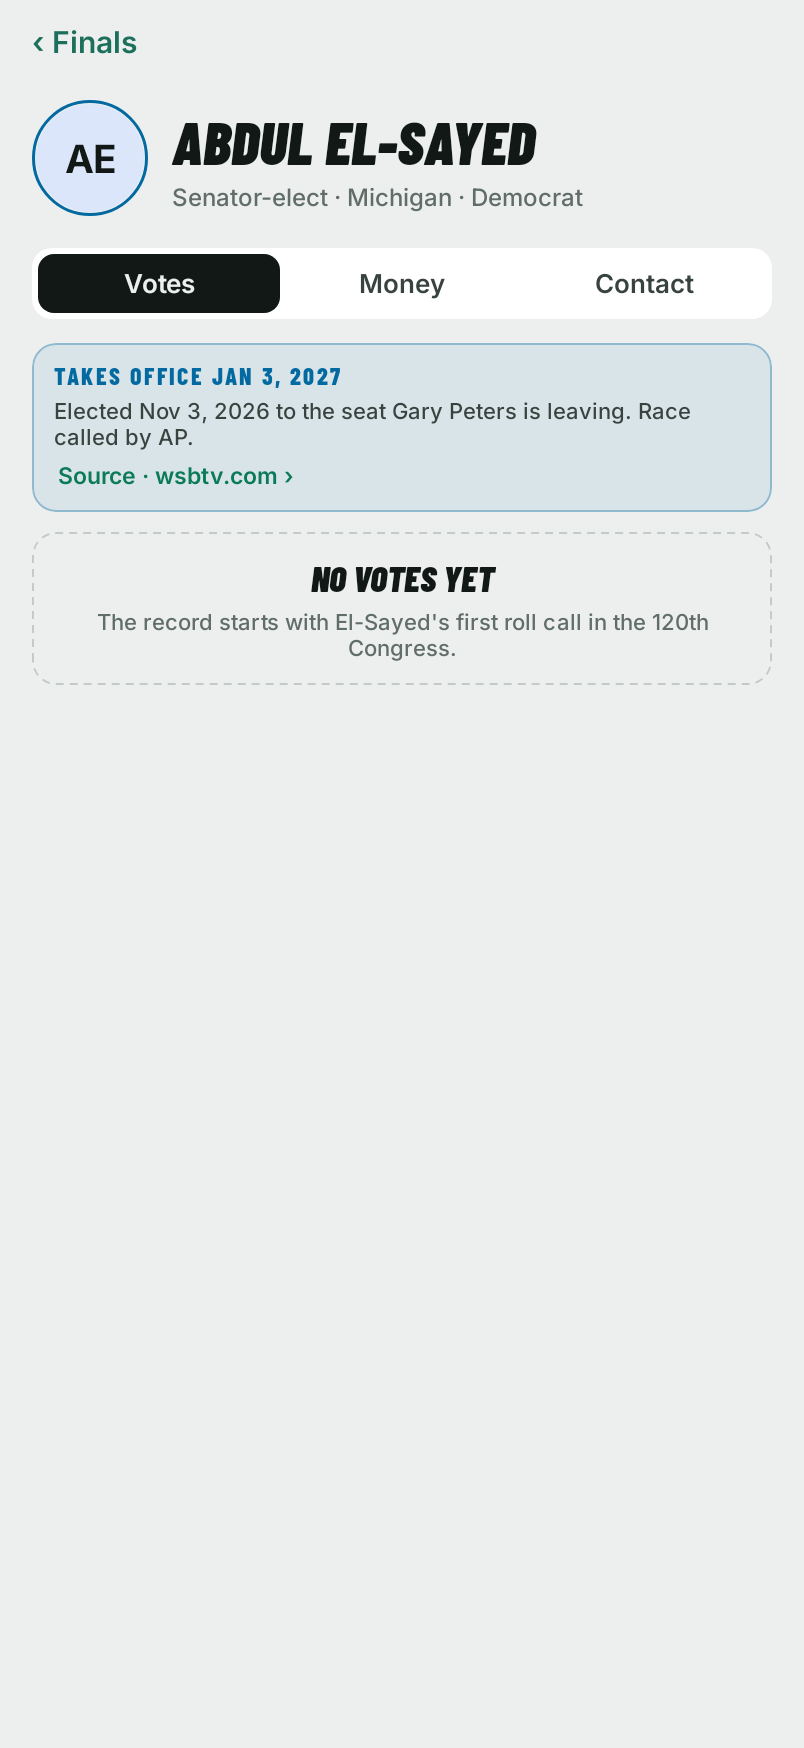 ‹ Finals
AE
ABDUL EL-SAYED
Senator-elect · Michigan · Democrat
Votes
Money
Contact
TAKES OFFICE JAN 3, 2027
Elected Nov 3, 2026 to the seat Gary Peters is leaving. Race
called by AP.
Source · wsbtv.com ›
NO VOTES YET
The record starts with El-Sayed's first roll call in the 120th
Congress.